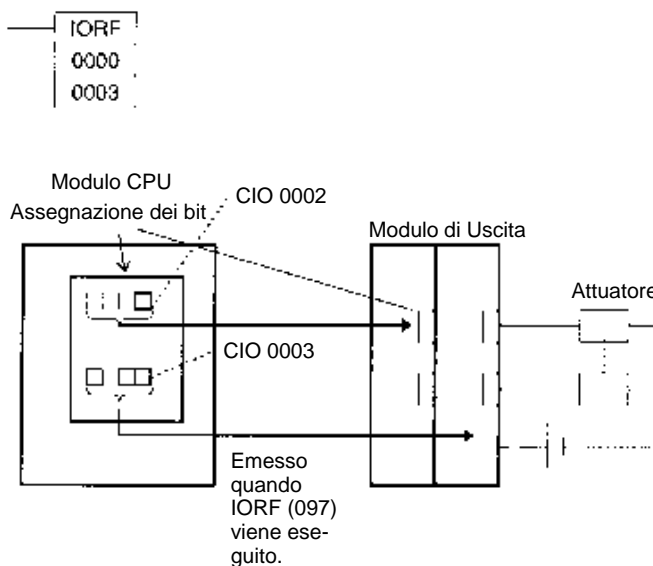 IORF
0000
0003
Modulo CPU
Assegnazione dei bit
CIO 0002
Modulo di Uscita
Attuatore
CIO 0003
Emesso
quando
IORF (097)
viene ese-
guito.